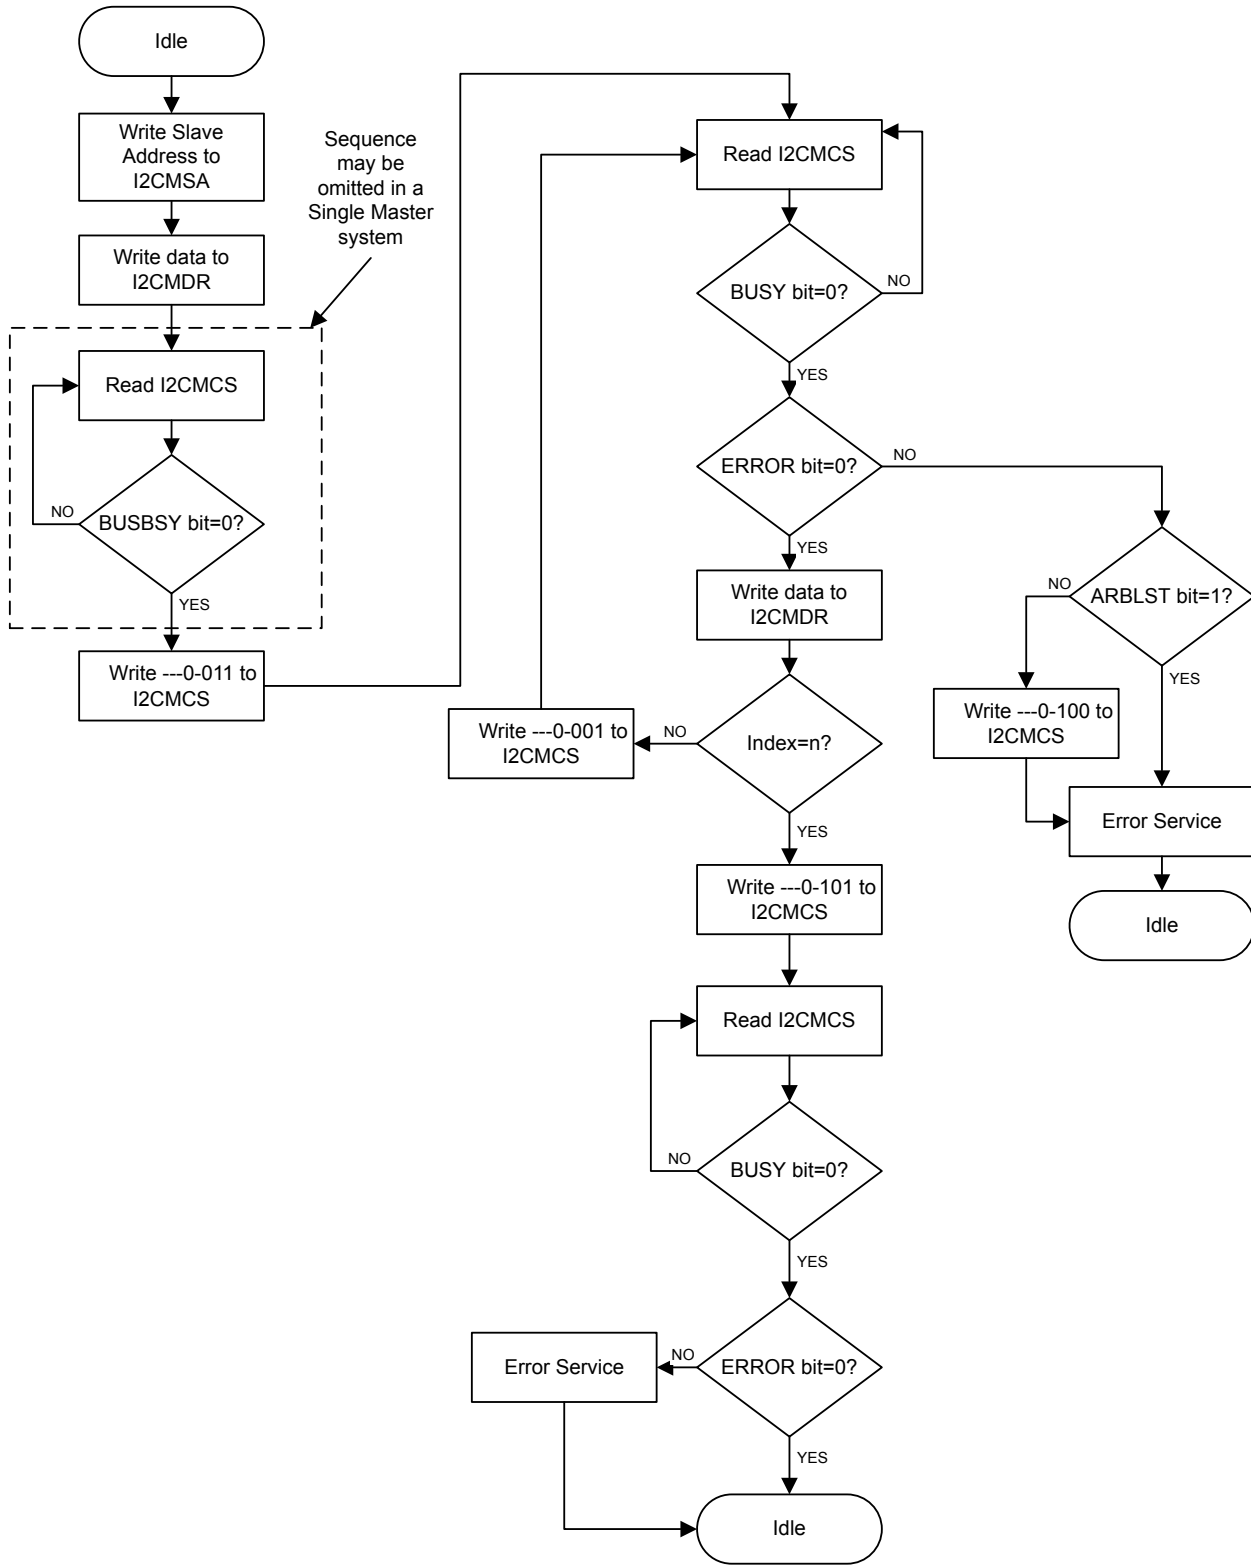 Idle
Write Slave
Address to
I2CMSA
Write data to
I2CMDR
Sequence
may be
omitted in a
Single Master
system
Read I2CMCS
NO
BUSBSY bit=0?
YES
Write ---0-011 to
I2CMCS
Read I2CMCS
BUSY bit=0?
NO
YES
ERROR bit=0?
NO
YES
Write data to
I2CMDR
Index=n?
NO
Write ---0-001 to
I2CMCS
YES
NO
ARBLST bit=1?
YES
Write ---0-100 to
I2CMCS
Error Service
Idle
Write ---0-101 to
I2CMCS
Read I2CMCS
NO
BUSY bit=0?
YES
Error Service
NO
ERROR bit=0?
YES
Idle